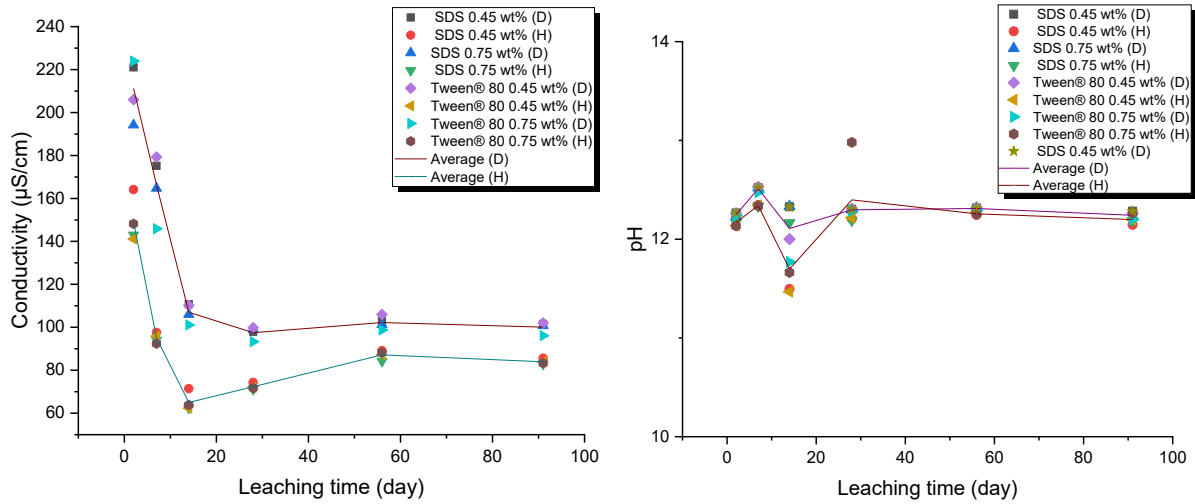 240
220
200
180
160
140
120
100
80
60
Conductivity (µS/cm)
0
20
40
60
80
100
Leaching time (day)
SDS 0.45 wt% (D)
SDS 0.45 wt% (H)
SDS 0.75 wt% (D)
SDS 0.75 wt% (H)
Tween® 80 0.45 wt% (D)
Tween® 80 0.45 wt% (H)
Tween® 80 0.75 wt% (D)
Tween® 80 0.75 wt% (H)
Average (D)
Average (H)
14
12
10
pH
0
20
40
60
80
100
Leaching time (day)
SDS 0.45 wt% (D)
SDS 0.45 wt% (H)
SDS 0.75 wt% (D)
SDS 0.75 wt% (H)
Tween® 80 0.45 wt% (D)
Tween® 80 0.45 wt% (H)
Tween® 80 0.75 wt% (D)
Tween® 80 0.75 wt% (H)
SDS 0.45 wt% (D)
Average (D)
Average (H)